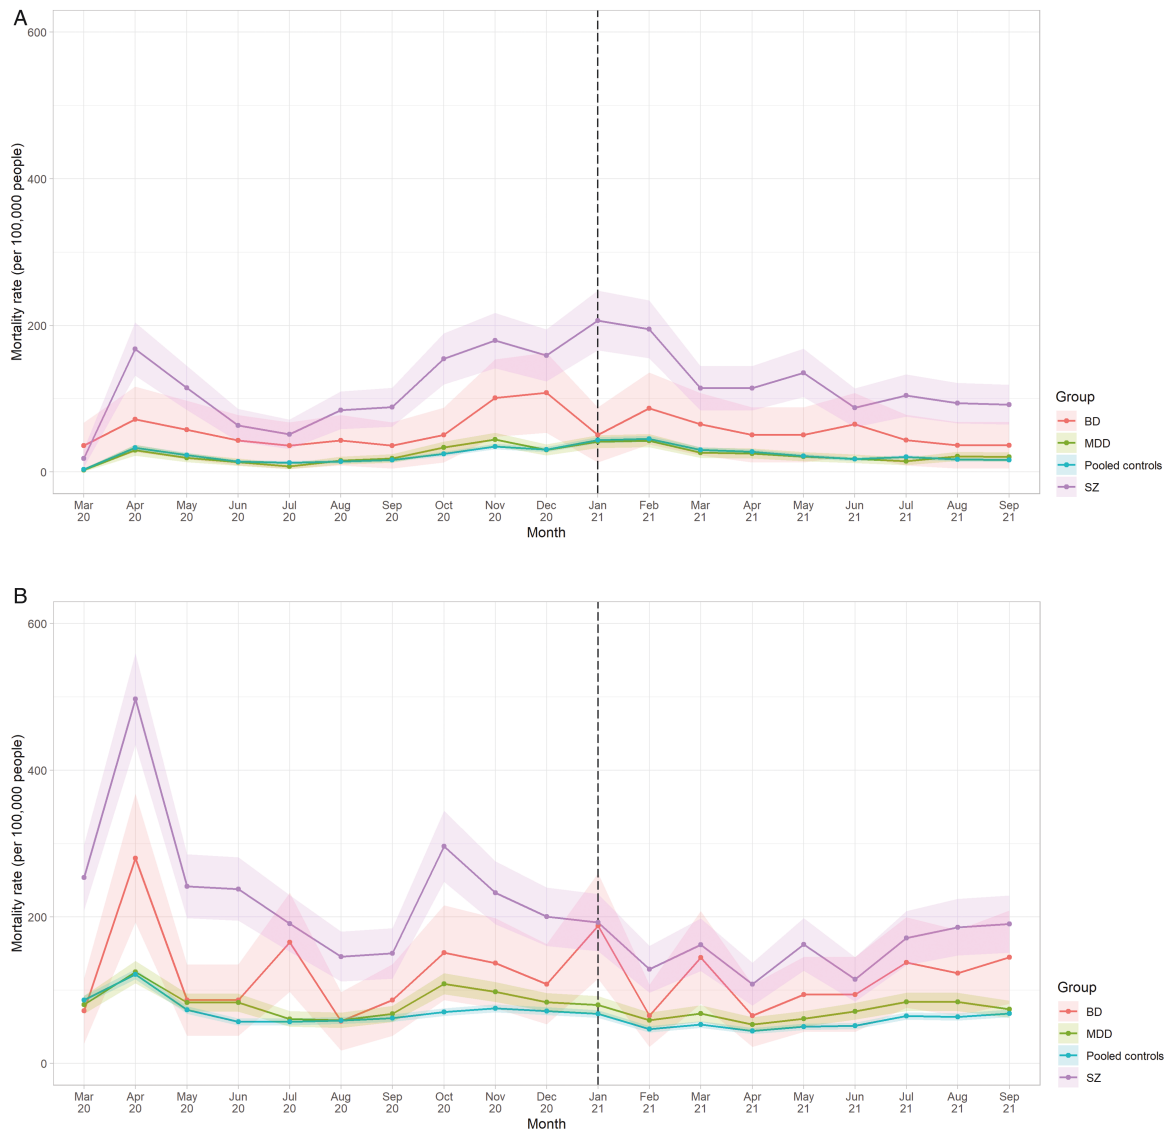 A
Mortality rate (per 100,000 people)
600
400
200
0
Mar Apr May Jun Jul Aug Sep Oct Nov Dec Jan Feb Mar Apr May Jun Jul Aug Sep
20 20 20 20 20 20 20 20 20 20 21 21 21 21 21 21 21 21 21
Month
Group
BD
MDD
Pooled controls
SZ
B
Mortality rate (per 100,000 people)
600
400
200
0
Mar Apr May Jun Jul Aug Sep Oct Nov Dec Jan Feb Mar Apr May Jun Jul Aug Sep
20 20 20 20 20 20 20 20 20 20 21 21 21 21 21 21 21 21 21
Month
Group
BD
MDD
Pooled controls
SZ